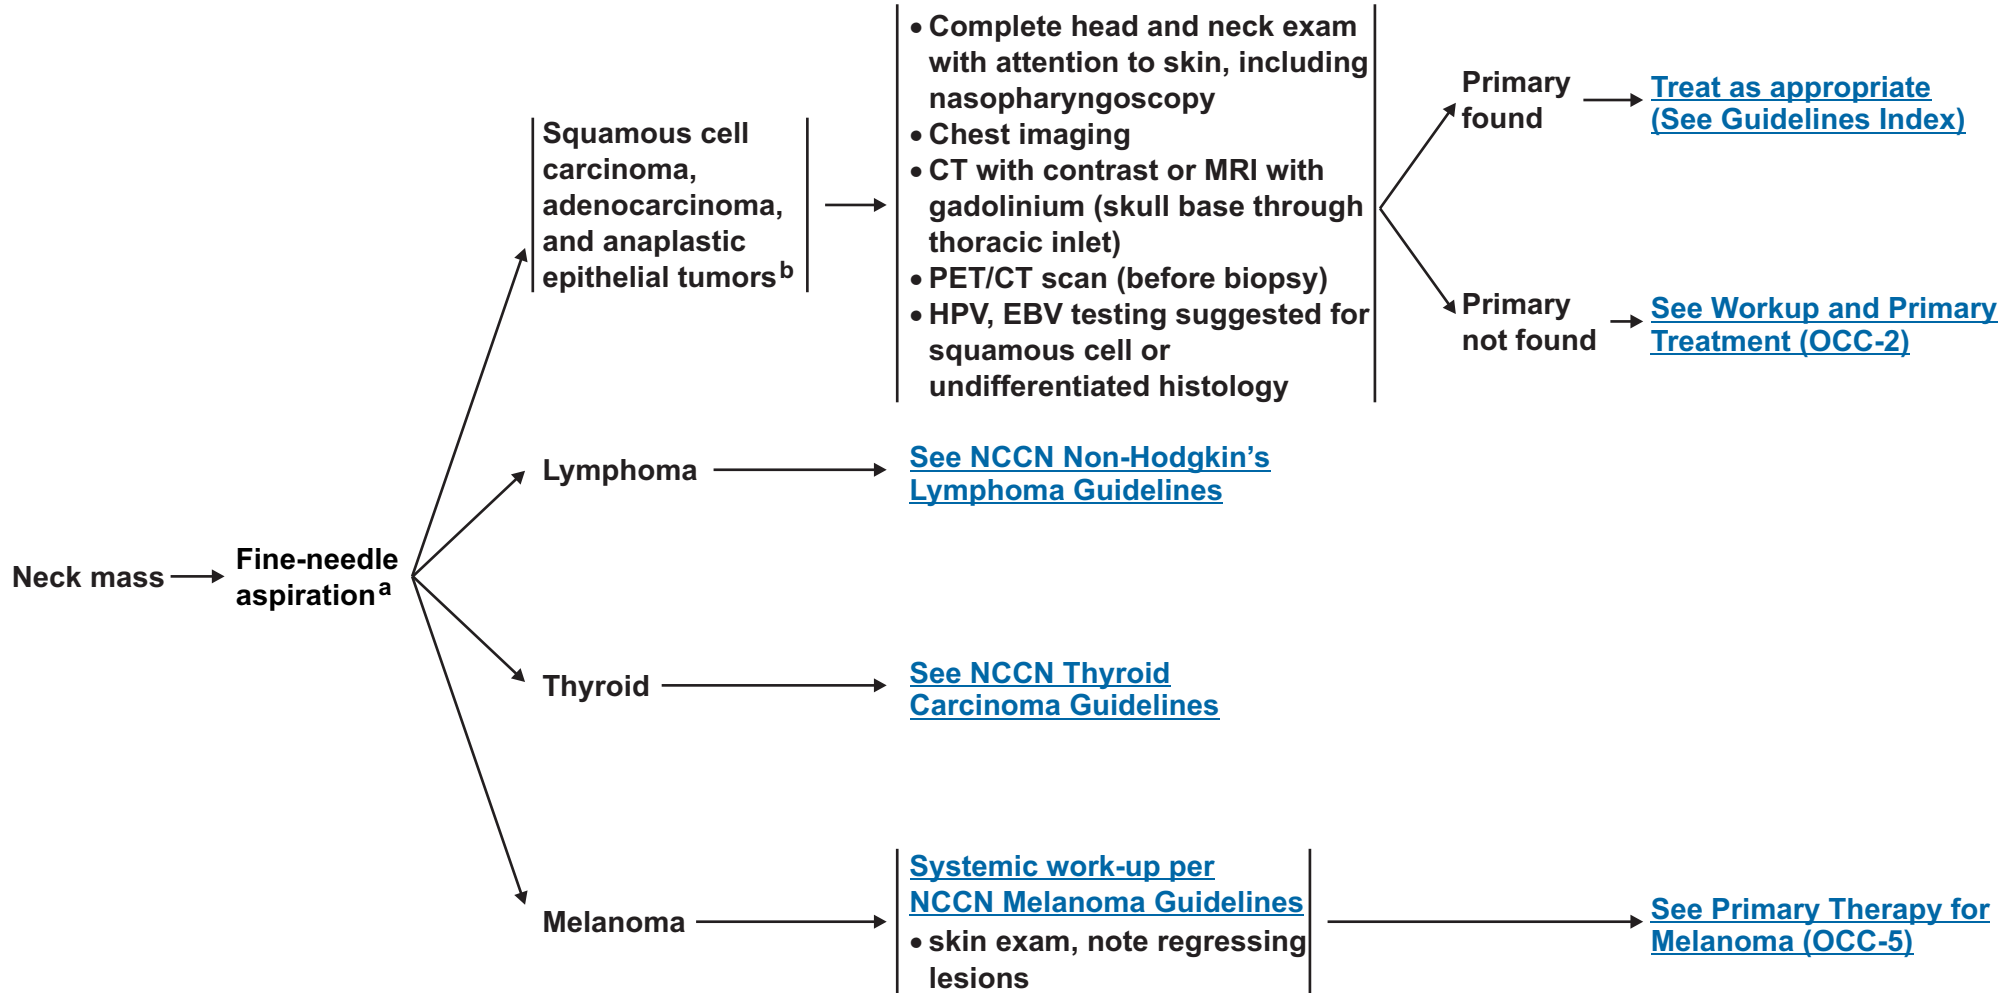 Neck mass
Fine-needle
aspiration a
Squamous cell
carcinoma,
adenocarcinoma,
and anaplastic
epithelial tumors b
• Complete head and neck exam
with attention to skin, including
nasopharyngoscopy
• Chest imaging
• CT with contrast or MRI with
gadolinium (skull base through
thoracic inlet)
• PET/CT scan (before biopsy)
• HPV, EBV testing suggested for
squamous cell or
undifferentiated histology
Primary
found
Treat as appropriate
(See Guidelines Index)
Primary
not found
See Workup and Primary
Treatment (OCC-2)
Lymphoma
See NCCN Non-Hodgkin’s
Lymphoma Guidelines
Thyroid
See NCCN Thyroid
Carcinoma Guidelines
Melanoma
Systemic work-up per
NCCN Melanoma Guidelines
• skin exam, note regressing
lesions
See Primary Therapy for
Melanoma (OCC-5)